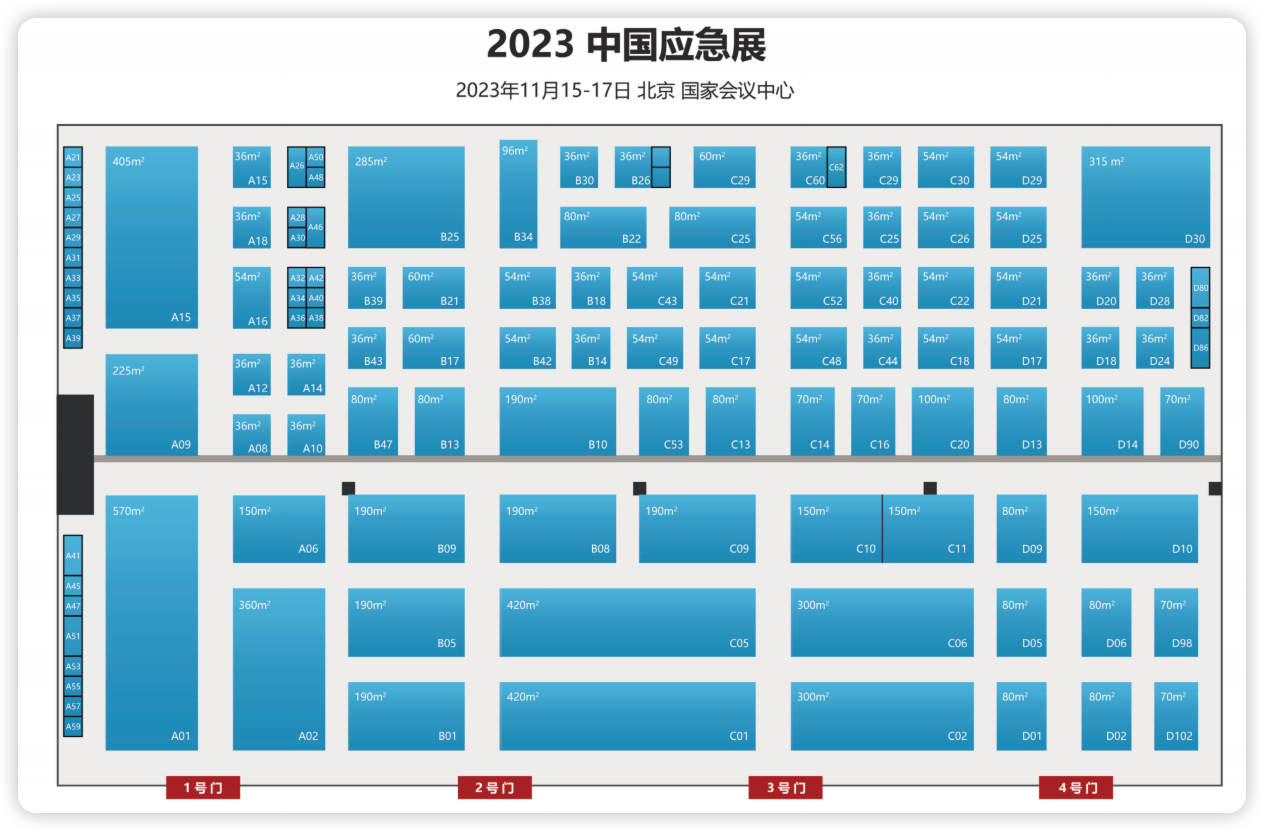 2023 中国应急展
2023年11月15-17日 北京 国家会议中心
A21
A23
A25
A27
A29
A31
A33
A35
A37
A39
405m²
A15
225m²
A09
36m²
A15
36m²
A18
54m²
A16
36m²
A12
36m²
A14
36m²
A08
36m²
A10
A26
A50
A48
A28
A30
A46
A32
A42
A34
A40
A36
A38
285m²
B25
96m²
B34
36m²
B30
36m²
B26
60m²
C29
80m²
B22
80m²
C25
36m²
C60
C62
36m²
C29
54m²
C30
54m²
D29
315 m²
D30
54m²
C56
36m²
C25
54m²
C26
54m²
D25
36m²
B39
60m²
B21
54m²
B38
36m²
B18
54m²
C43
54m²
C21
54m²
C52
36m²
C40
54m²
C22
54m²
D21
36m²
D20
36m²
D28
D80
D82
D86
36m²
B43
60m²
B17
54m²
B42
36m²
B14
54m²
C49
54m²
C17
54m²
C48
36m²
C44
54m²
C18
54m²
D17
36m²
D18
36m²
D24
80m²
B47
80m²
B13
190m²
B10
80m²
C53
80m²
C13
70m²
C14
70m²
C16
100m²
C20
80m²
D13
100m²
D14
70m²
D90
A41
A45
A47
A51
A53
A55
A57
A59
570m²
A01
150m²
A06
360m²
A02
190m²
B09
190m²
B08
190m²
C09
150m²
C10
150m²
C11
80m²
D09
150m²
D10
190m²
B05
420m²
C05
300m²
C06
80m²
D05
80m²
D06
70m²
D98
190m²
B01
420m²
C01
300m²
C02
80m²
D01
80m²
D02
70m²
D102
1号门
2号门
3号门
4号门